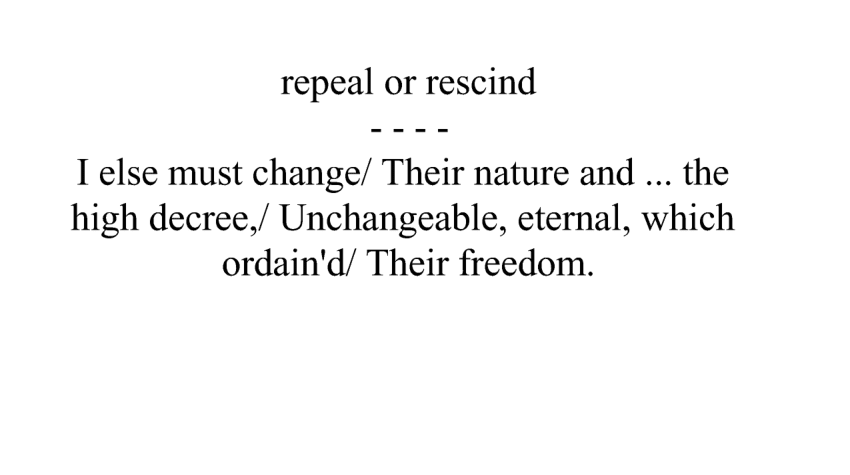 repeal or rescind
- - - -
I else must change/ Their nature and ... the
high decree,/ Unchangeable, eternal, which
ordain'd/ Their freedom.